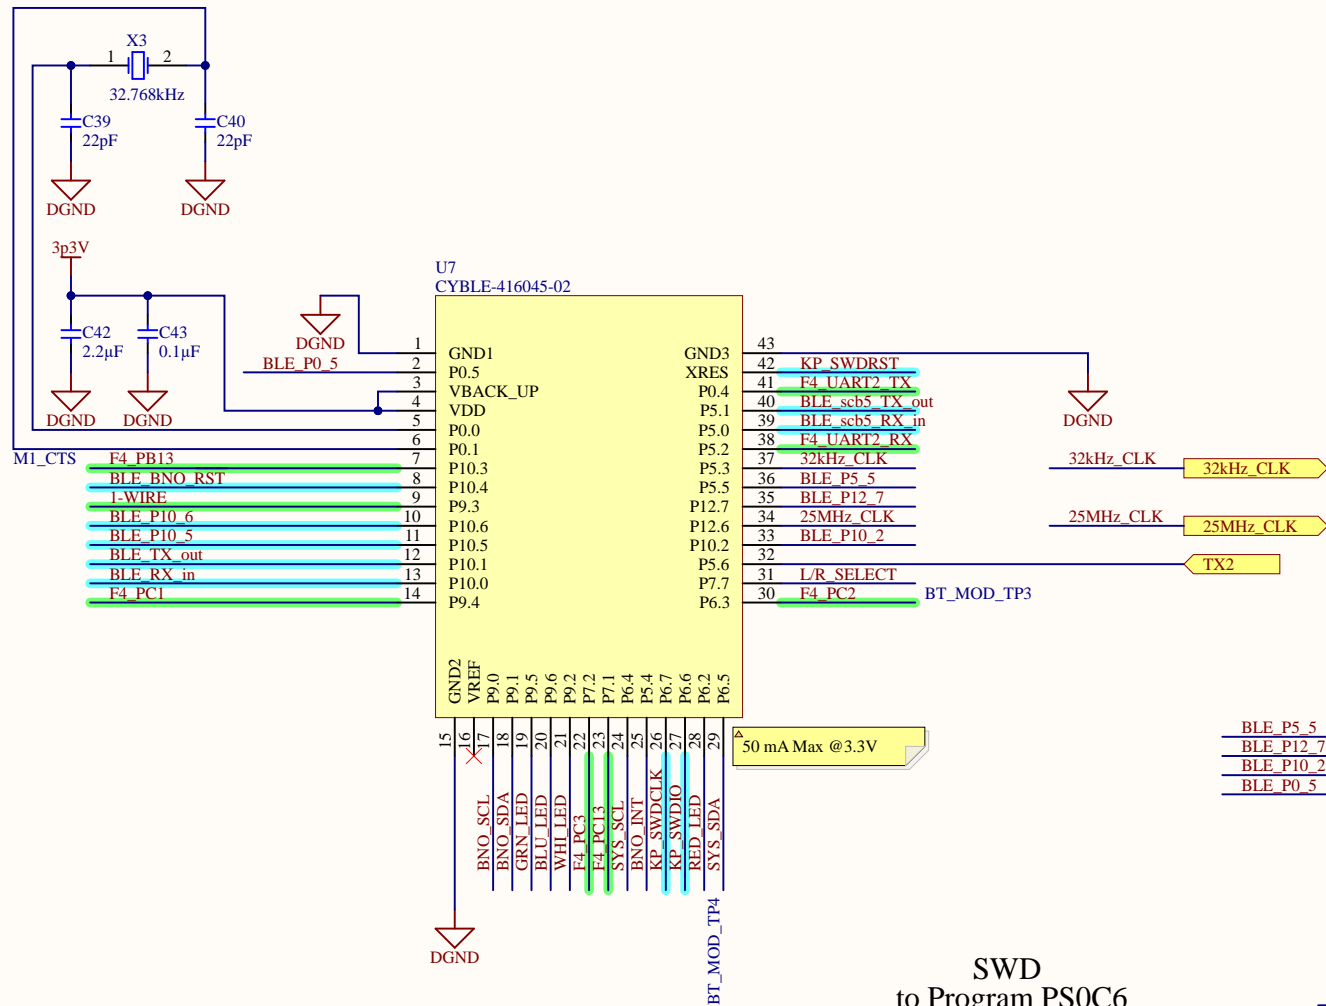 X3
1 2
32.768kHz
C39
22pF
C40
22pF
DGND
DGND
3p3V
C42
2.2µF
C43
0.1µF
DGND
DGND
DGND
BLE_P0_5
U7
CYBLE-416045-02
1 GND1
2 P0.5
3 VBACK_UP
4 VDD
5 P0.0
6 P0.1
M1_CTS
F4_PB13 7 P10.3
BLE_BNO_RST 8 P10.4
1-WIRE 9 P9.3
BLE_P10_6 10 P10.6
BLE_P10_5 11 P10.5
BLE_TX_out 12 P10.1
BLE_RX_in 13 P10.0
F4_PC1 14 P9.4
GND3 43
XRES 42 KP_SWDRST
P0.4 41 F4_UART2_TX
P5.1 40 BLE_scb5_TX_out
P5.0 39 BLE_scb5_RX_in
P5.2 38 F4_UART2_RX
P5.3 37 32kHz_CLK
P5.5 36 BLE_P5_5
P12.7 35 BLE_P12_7
P12.6 34 25MHz_CLK
P10.2 33 BLE_P10_2
P5.6 32
P7.7 31 L/R_SELECT
P6.3 30 F4_PC2
BT_MOD_TP3
DGND
32kHz_CLK 32kHz_CLK
25MHz_CLK 25MHz_CLK
TX2
GND2 15
VREF 16
P9.0 17 BNO_SCL
P9.1 18 BNO_SDA
P9.5 19 GRN_LED
P9.6 20 BLU_LED
P9.2 21 WHI_LED
P7.2 22 F4_PC3
P7.1 23 F4_PC13
P6.4 24 SYS_SCL
P5.4 25 BNO_INT
P6.7 26 KP_SWDCLK
P6.6 27 KP_SWDIO
P6.2 28 RED_LED
P6.5 29 SYS_SDA
50 mA Max @3.3V
BLE_P5_5
BLE_P12_7
BLE_P10_2
BLE_P0_5
DGND
BT_MOD_TP4
SWD
to Program PS0C6